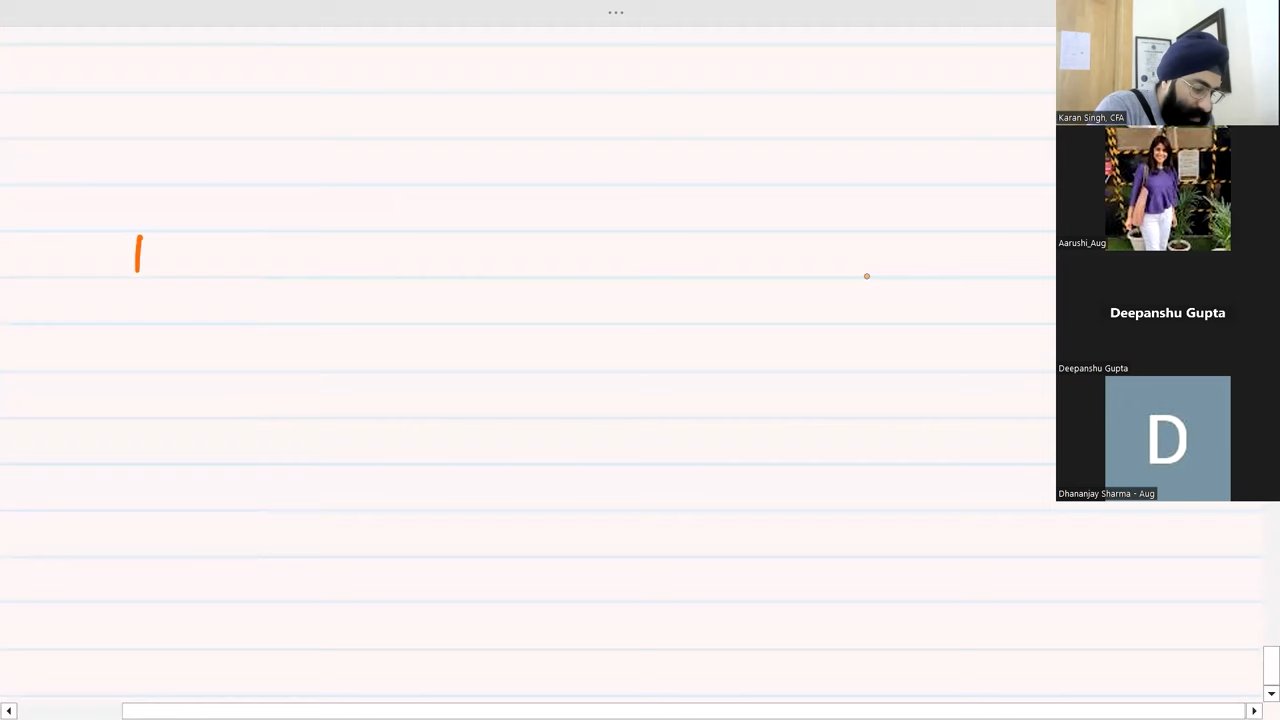 ...
Karan Singh, CFA
Aarushi_Aug
Deepanshu Gupta
Deepanshu Gupta
D
Dhananjay Sharma - Aug